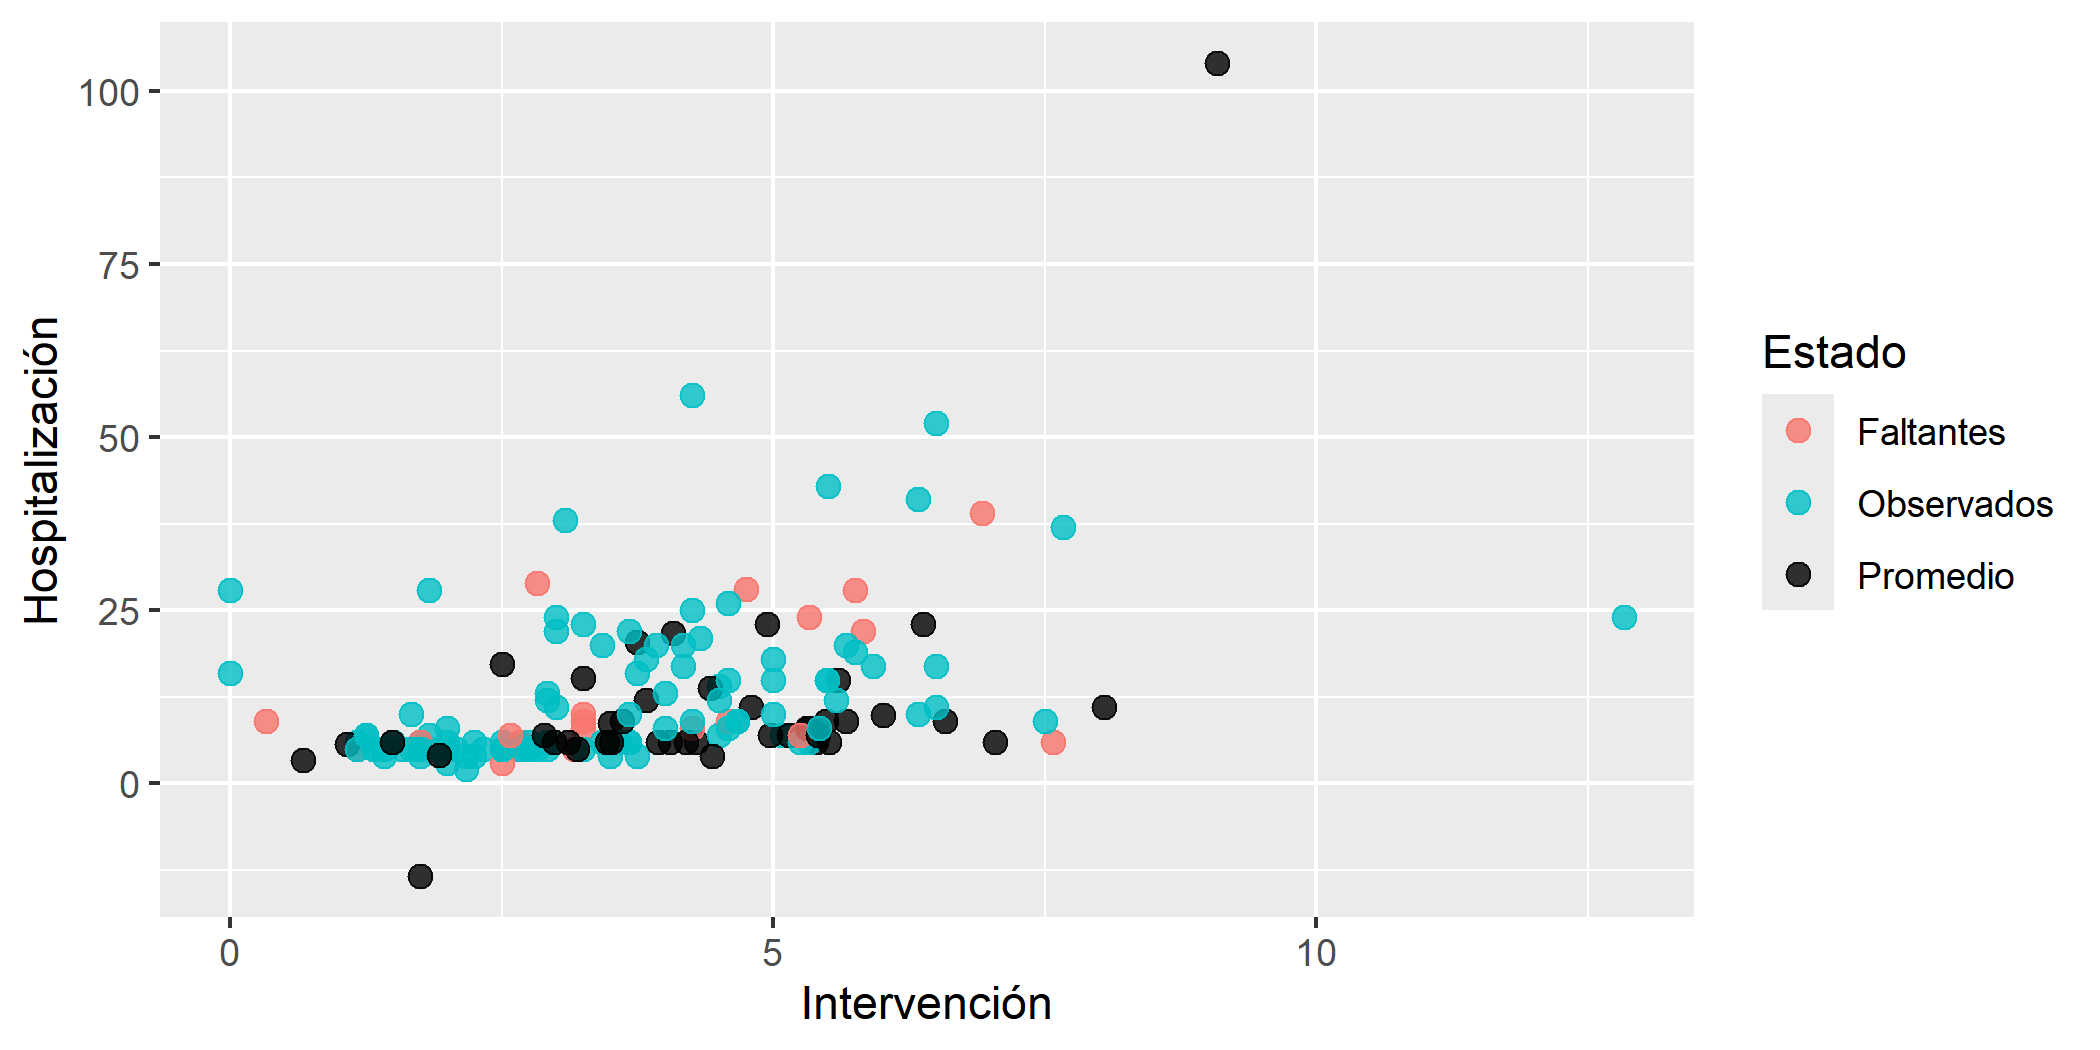 100
75
50
25
0
Hospitalización
0
5
10
Intervención
Estado
Faltantes
Observados
Promedio